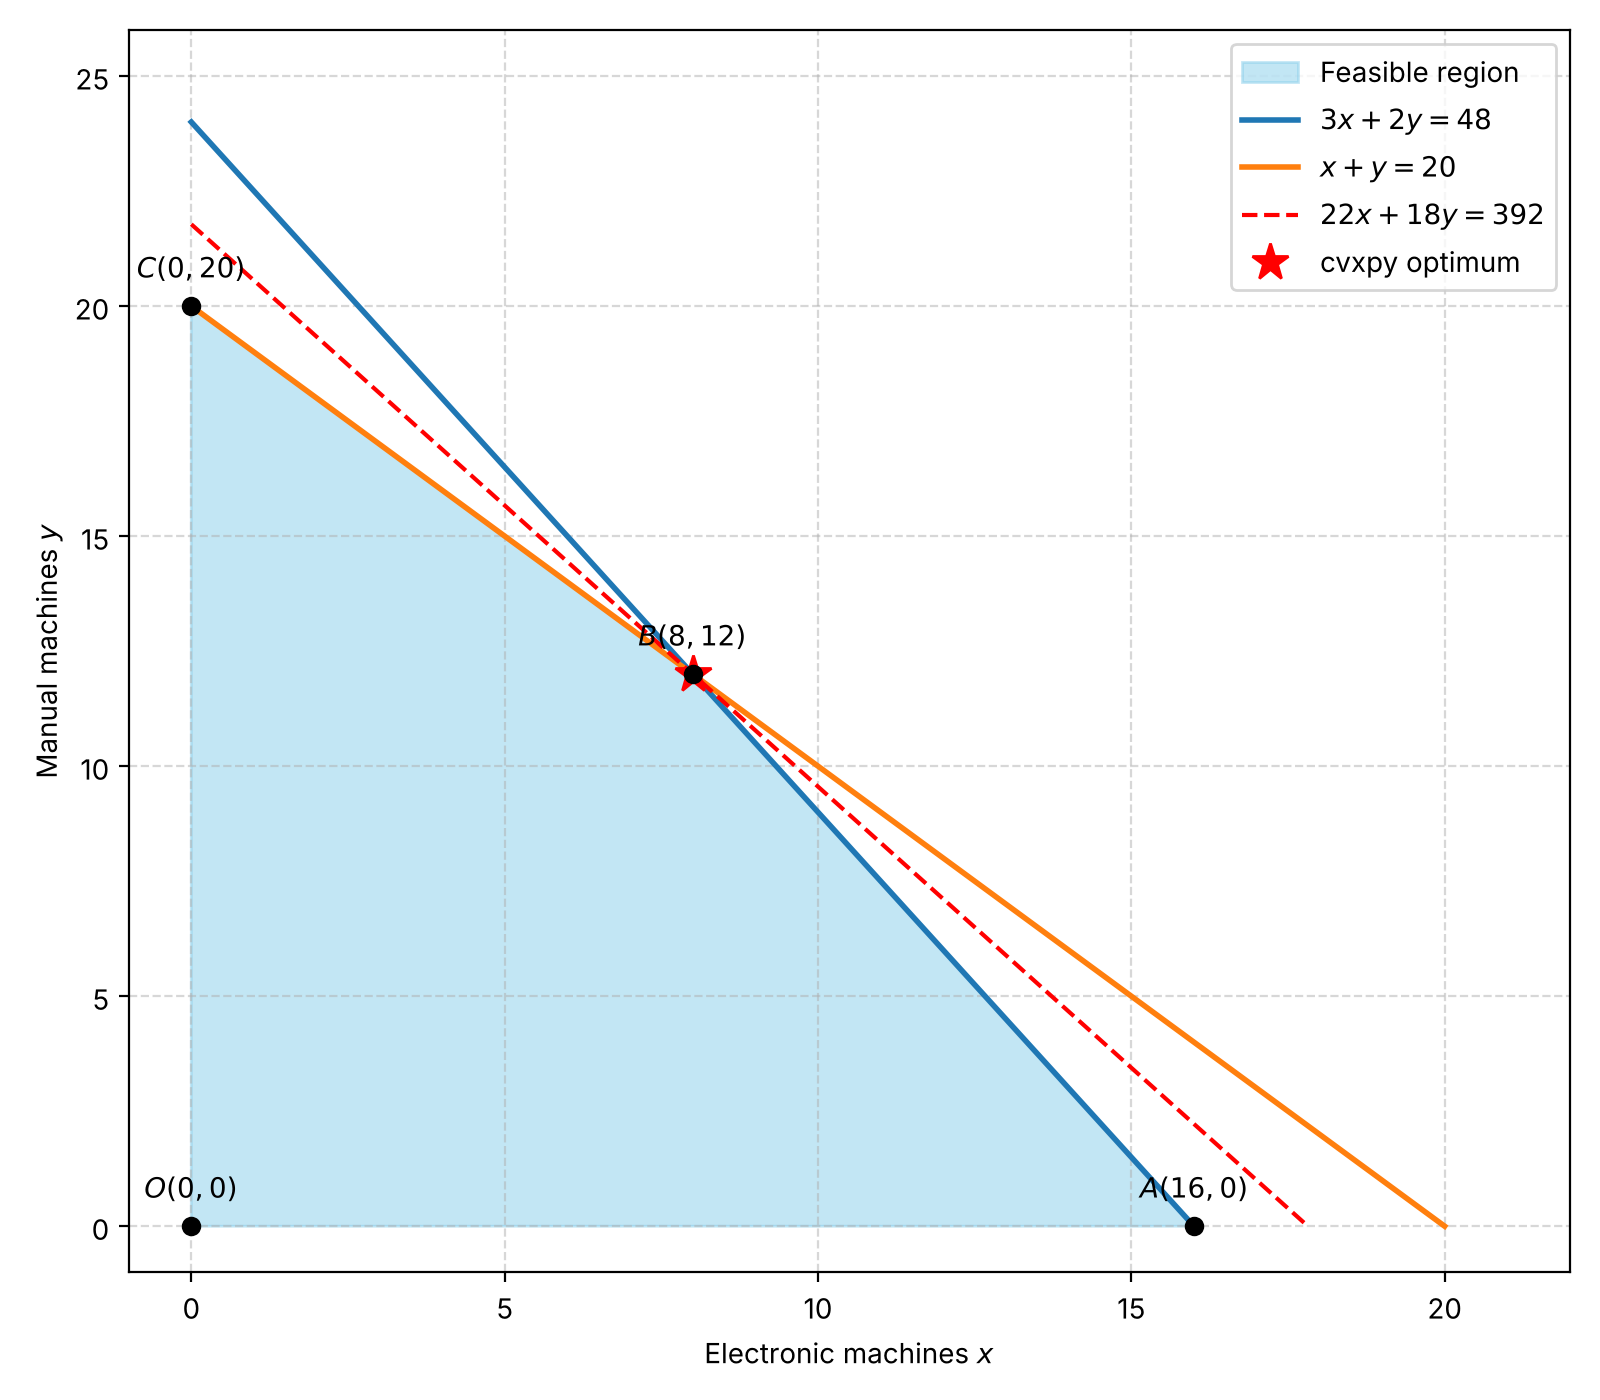 25
20
15
10
5
0
0
5
10
15
20
Manual machines y
Electronic machines x
Feasible region
3x + 2y = 48
x + y = 20
22x + 18y = 392
cvxpy optimum
C(0, 20)
B(8, 12)
O(0, 0)
A(16, 0)